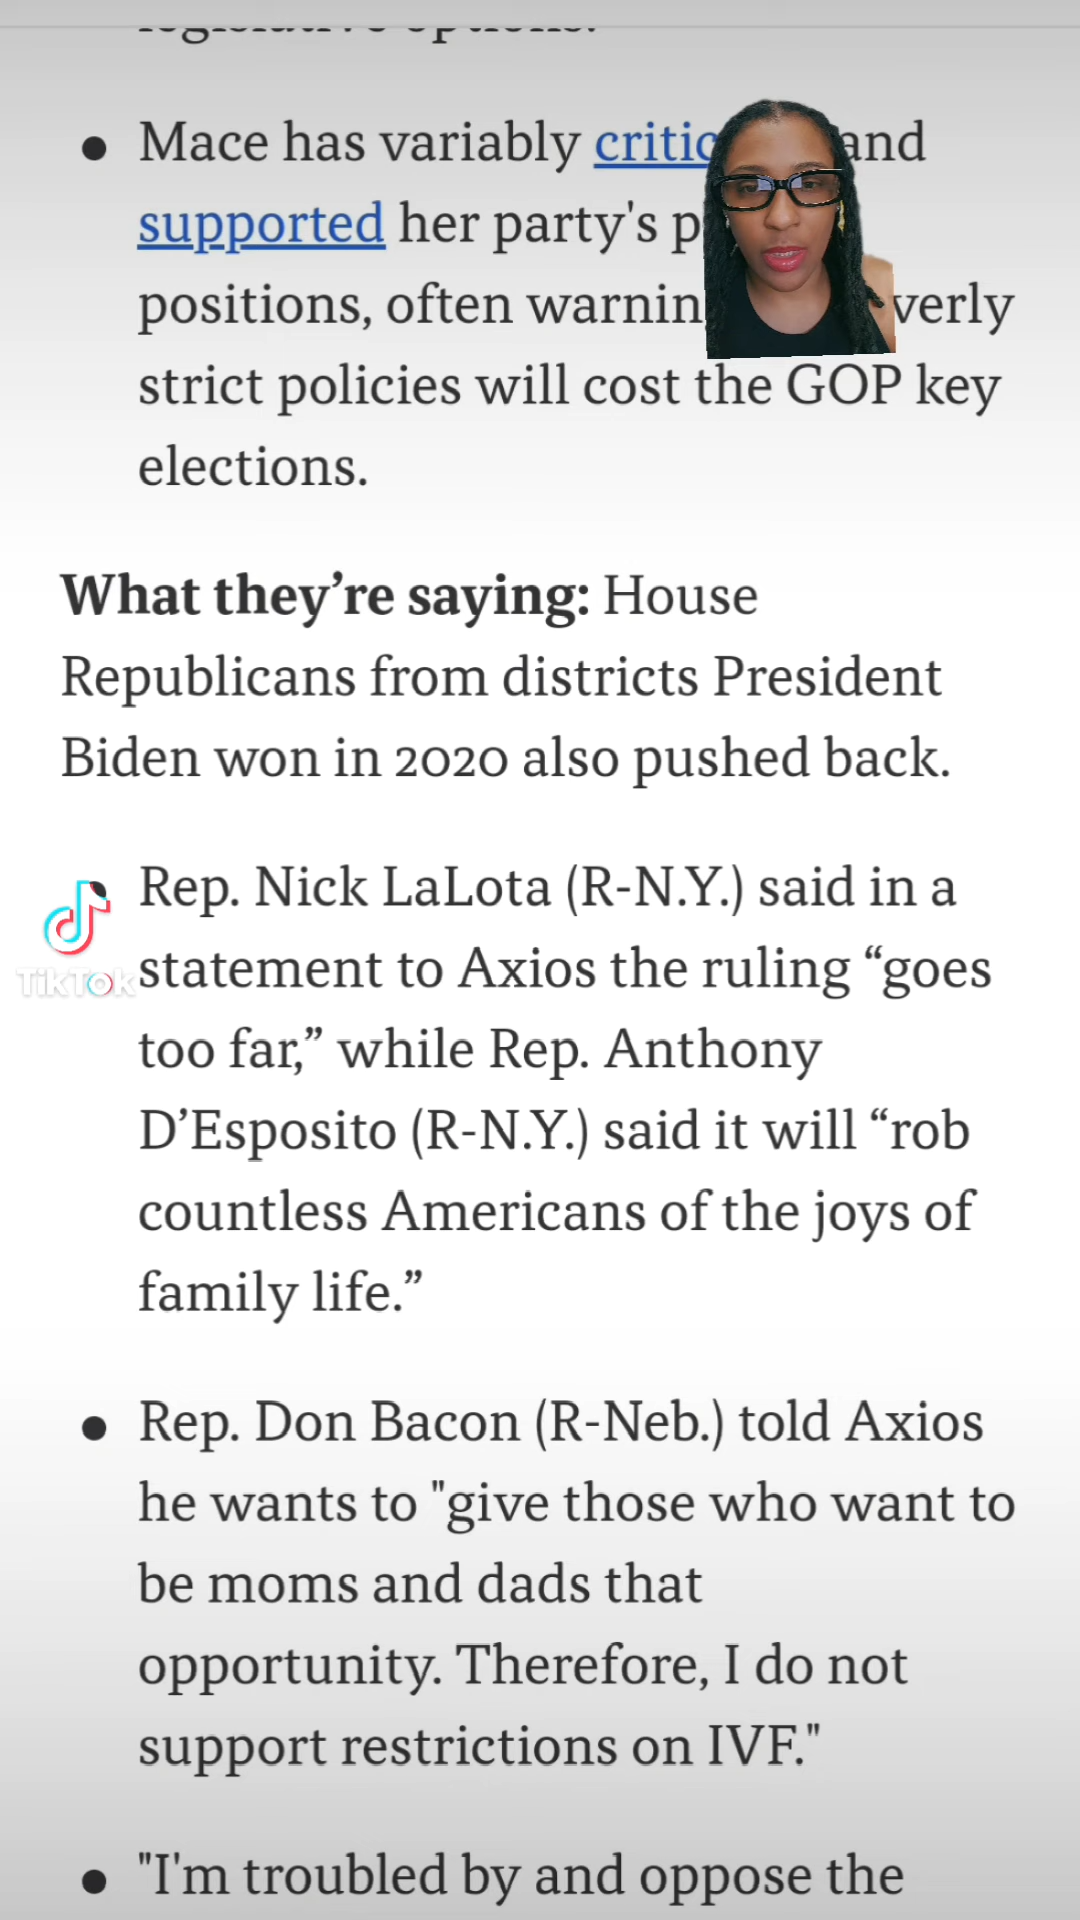 legislative options.
Mace has variably critic and
supported her party's p
positions, often warnin verly
strict policies will cost the GOP key
elections.
What they’re saying: House
Republicans from districts President
Biden won in 2020 also pushed back.
Rep. Nick LaLota (R-N.Y.) said in a
statement to Axios the ruling “goes
too far,” while Rep. Anthony
D’Esposito (R-N.Y.) said it will “rob
countless Americans of the joys of
family life.”
Rep. Don Bacon (R-Neb.) told Axios
he wants to "give those who want to
be moms and dads that
opportunity. Therefore, I do not
support restrictions on IVF."
"I'm troubled by and oppose the
TikTok